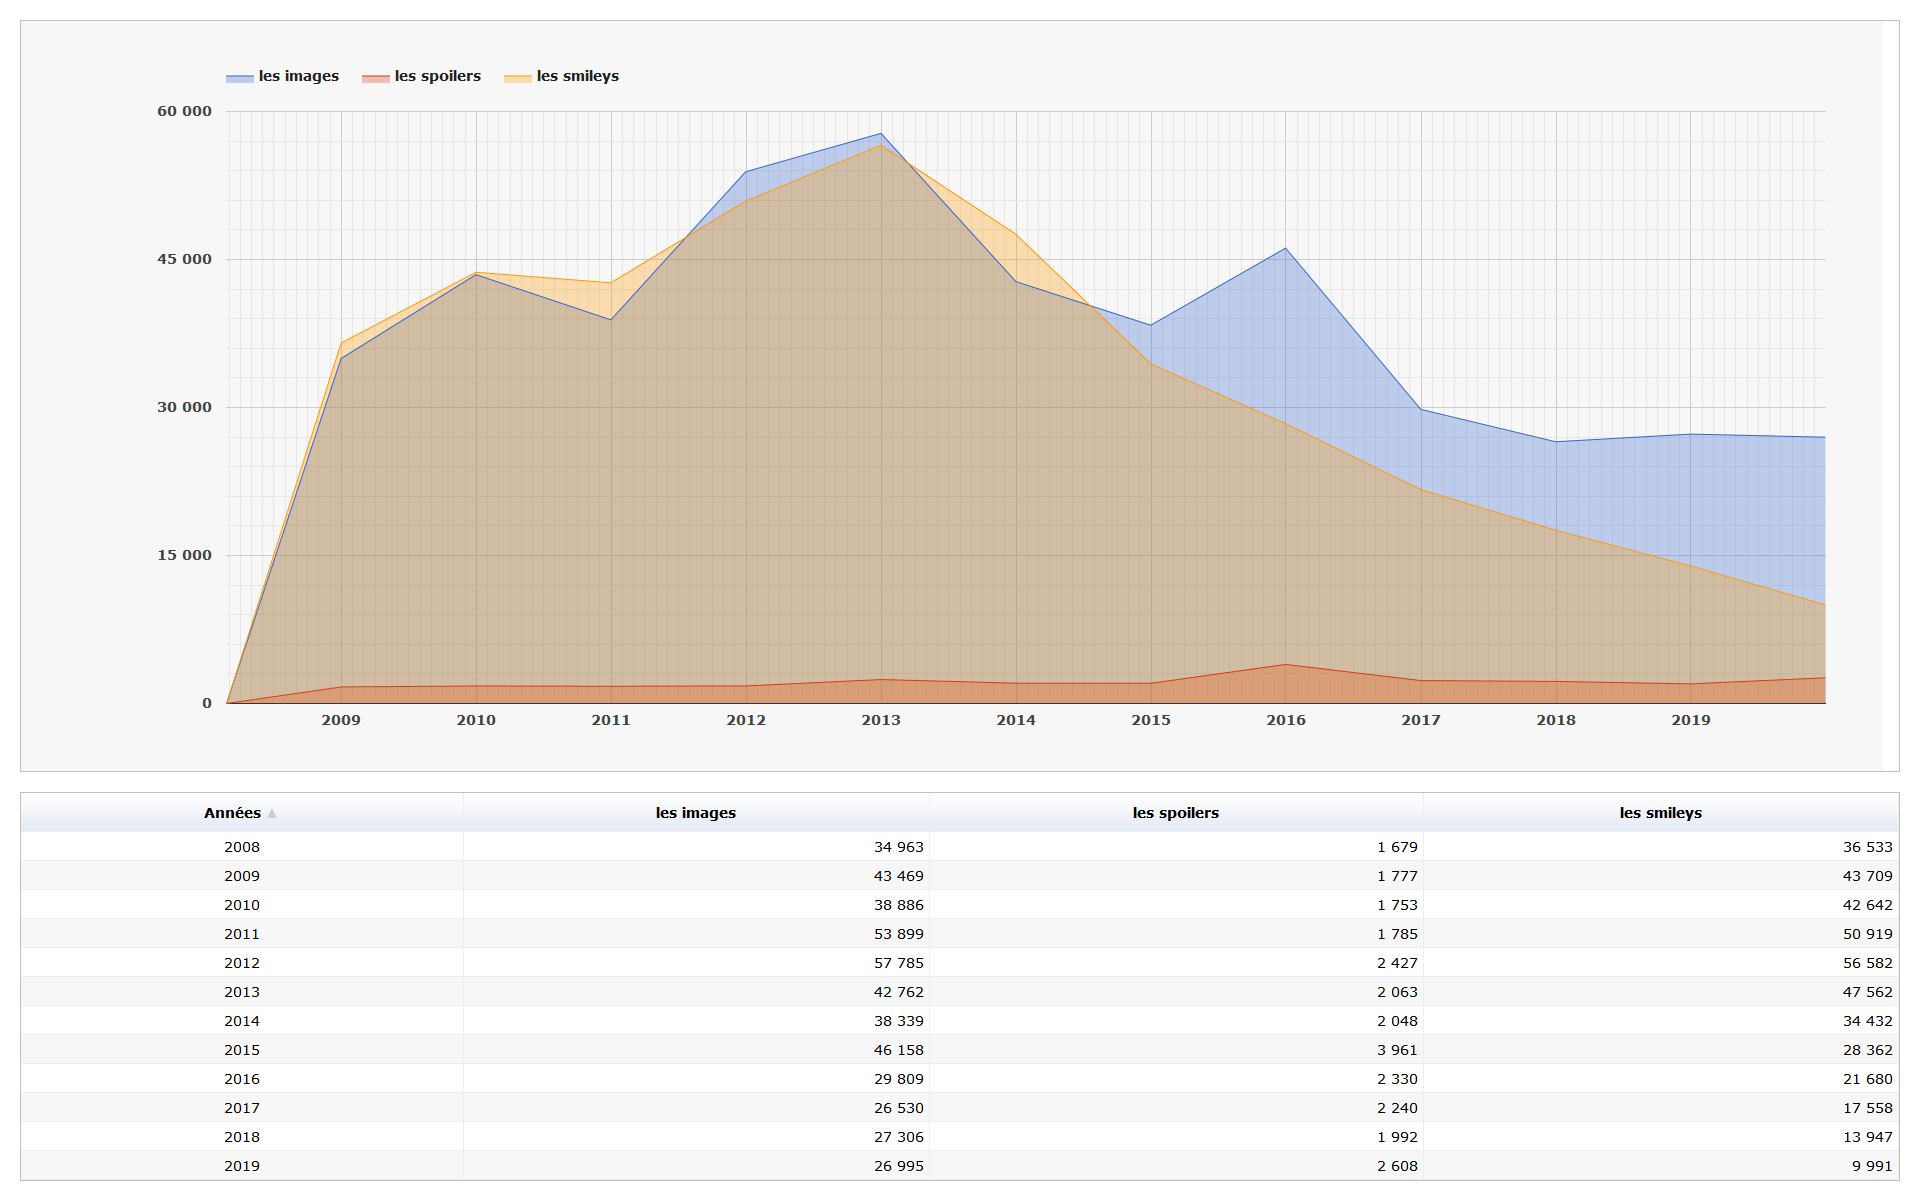 les images les spoilers les smileys
60 000
45 000
30 000
15 000
0
2009 2010 2011 2012 2013 2014 2015 2016 2017 2018 2019
Années les images les spoilers les smileys
2008 34 963 1 679 36 533
2009 43 469 1 777 43 709
2010 38 886 1 753 42 642
2011 53 899 1 785 50 919
2012 57 785 2 427 56 582
2013 42 762 2 063 47 562
2014 38 339 2 048 34 432
2015 46 158 3 961 28 362
2016 29 809 2 330 21 680
2017 26 530 2 240 17 558
2018 27 306 1 992 13 947
2019 26 995 2 608 9 991